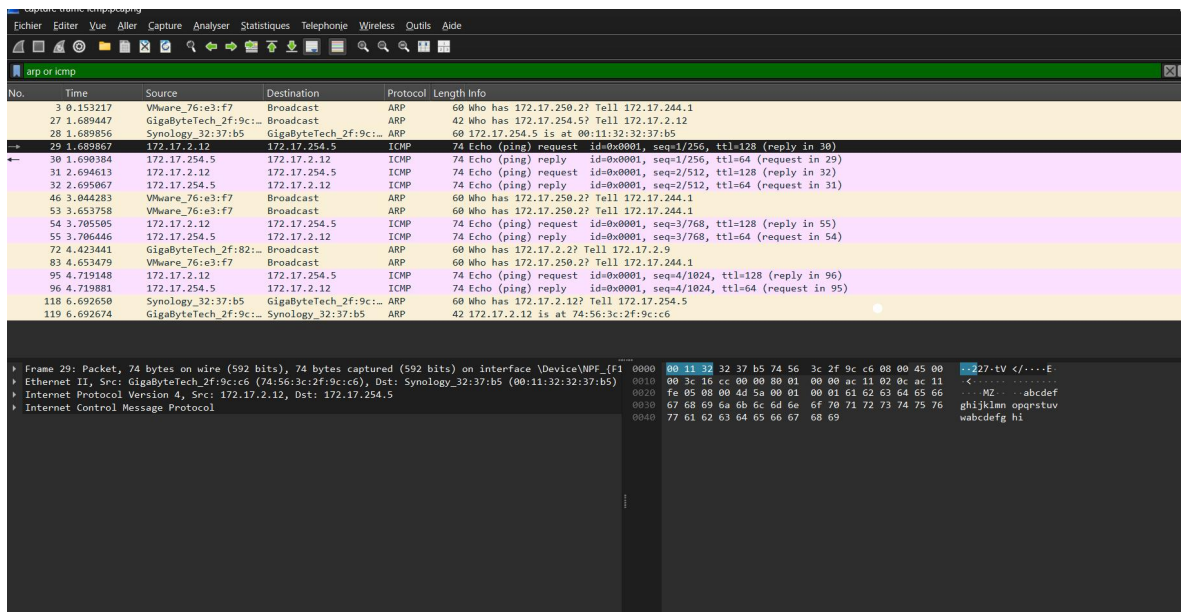 capture trame icmp.pcapng
Fichier Editer Vue Aller Capture Analyser Statistiques Telephonie Wireless Outils Aide
arp or icmp
No. Time Source Destination Protocol Length Info
3 0.153217 VMware_76:e3:f7 Broadcast ARP 60 Who has 172.17.250.2? Tell 172.17.244.1
27 1.689447 GigaByteTech_2f:9c:… Broadcast ARP 42 Who has 172.17.254.5? Tell 172.17.2.12
28 1.689856 Synology_32:37:b5 GigaByteTech_2f:9c:… ARP 60 172.17.254.5 is at 00:11:32:32:37:b5
29 1.689867 172.17.2.12 172.17.254.5 ICMP 74 Echo (ping) request id=0x0001, seq=1/256, ttl=128 (reply in 30)
30 1.690384 172.17.254.5 172.17.2.12 ICMP 74 Echo (ping) reply id=0x0001, seq=1/256, ttl=64 (request in 29)
31 2.694613 172.17.2.12 172.17.254.5 ICMP 74 Echo (ping) request id=0x0001, seq=2/512, ttl=128 (reply in 32)
32 2.695067 172.17.254.5 172.17.2.12 ICMP 74 Echo (ping) reply id=0x0001, seq=2/512, ttl=64 (request in 31)
46 3.044283 VMware_76:e3:f7 Broadcast ARP 60 Who has 172.17.250.2? Tell 172.17.244.1
53 3.653758 VMware_76:e3:f7 Broadcast ARP 60 Who has 172.17.250.2? Tell 172.17.244.1
54 3.705505 172.17.2.12 172.17.254.5 ICMP 74 Echo (ping) request id=0x0001, seq=3/768, ttl=128 (reply in 55)
55 3.706446 172.17.254.5 172.17.2.12 ICMP 74 Echo (ping) reply id=0x0001, seq=3/768, ttl=64 (request in 54)
72 4.423441 GigaByteTech_2f:82:… Broadcast ARP 60 Who has 172.17.2.2? Tell 172.17.2.9
83 4.653479 VMware_76:e3:f7 Broadcast ARP 60 Who has 172.17.250.2? Tell 172.17.244.1
95 4.719148 172.17.2.12 172.17.254.5 ICMP 74 Echo (ping) request id=0x0001, seq=4/1024, ttl=128 (reply in 96)
96 4.719881 172.17.254.5 172.17.2.12 ICMP 74 Echo (ping) reply id=0x0001, seq=4/1024, ttl=64 (request in 95)
118 6.692650 Synology_32:37:b5 GigaByteTech_2f:9c:… ARP 60 Who has 172.17.2.12? Tell 172.17.254.5
119 6.692674 GigaByteTech_2f:9c:… Synology_32:37:b5 ARP 42 172.17.2.12 is at 74:56:3c:2f:9c:c6
Frame 29: Packet, 74 bytes on wire (592 bits), 74 bytes captured (592 bits) on interface \Device\NPF_{F1
Ethernet II, Src: GigaByteTech_2f:9c:c6 (74:56:3c:2f:9c:c6), Dst: Synology_32:37:b5 (00:11:32:32:37:b5)
Internet Protocol Version 4, Src: 172.17.2.12, Dst: 172.17.254.5
Internet Control Message Protocol
0000 00 11 32 32 37 b5 74 56 3c 2f 9c c6 08 00 45 00 ··227·tV </····E·
0010 00 3c 16 cc 00 00 80 01 00 00 ac 11 02 0c ac 11 ·<······ ········
0020 fe 05 08 00 4d 5a 00 01 00 01 61 62 63 64 65 66 ····MZ·· ··abcdef
0030 67 68 69 6a 6b 6c 6d 6e 6f 70 71 72 73 74 75 76 ghijklmn opqrstuv
0040 77 61 62 63 64 65 66 67 68 69 wabcdefg hi